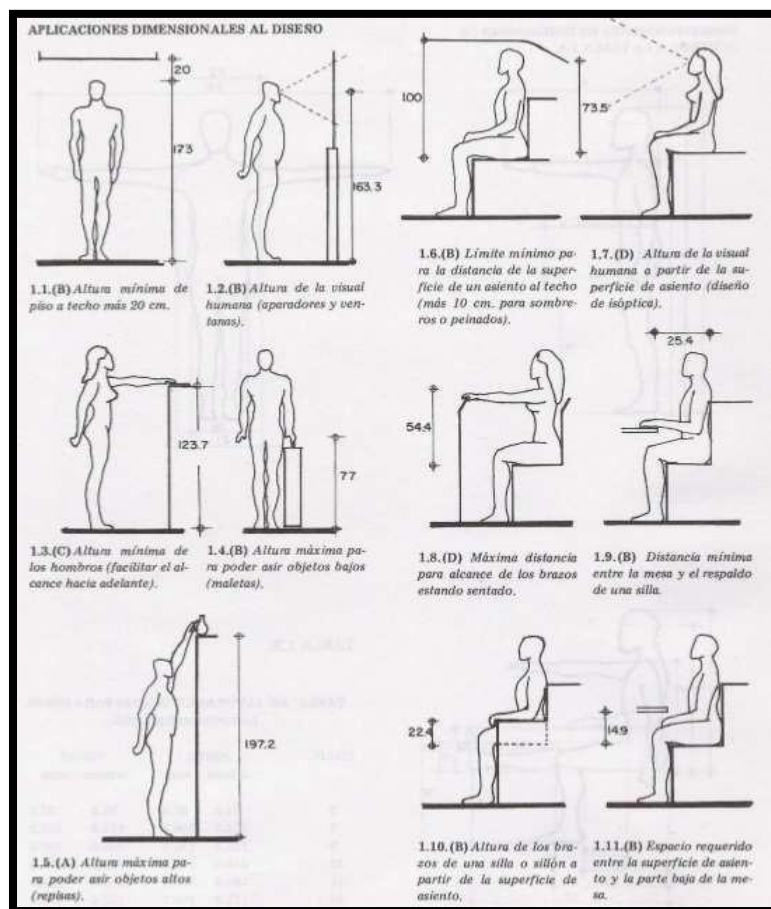 APLICACIONES DIMENSIONALES AL DISEÑO
20
173
163.3
1.1.(B) Altura mínima de
piso a techo más 20 cm.
1.2.(B) Altura de la visual
humana (aparadores y ven-
tanas).
100
73.5
1.6.(B) Límite mínimo pa-
ra la distancia de la super-
ficie de un asiento al techo
(más 10 cm. para sombre-
ros o peinados).
1.7.(D) Altura de la visual
humana a partir de la su-
perficie de asiento (diseño
de isóptica).
123.7
77
1.3.(C) Altura mínima de
los hombros (facilitar el al-
cance hacia adelante).
1.4.(B) Altura máxima pa-
ra poder asir objetos bajos
(maletas).
54.4
25.4
1.8.(D) Máxima distancia
para alcance de los brazos
estando sentado.
1.9.(B) Distancia mínima
entre la mesa y el respaldo
de una silla.
197.2
1.5.(A) Altura máxima pa-
ra poder asir objetos altos
(repisas).
22.4
14.9
1.10.(B) Altura de los bra-
zos de una silla o sillón a
partir de la superficie de
asiento.
1.11.(B) Espacio requerido
entre la superficie de asien-
to y la parte baja de la me-
sa.